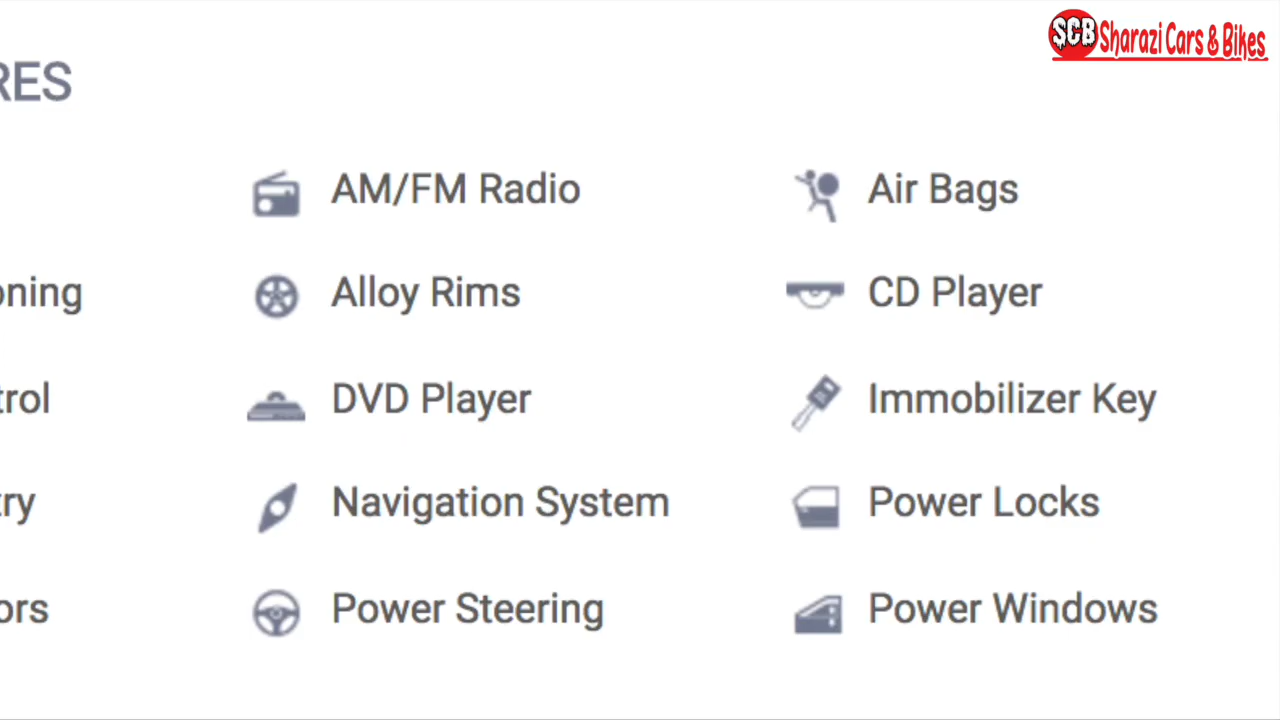 SCB Sharazi Cars & Bikes
RES
AM/FM Radio
Air Bags
oning
Alloy Rims
CD Player
trol
DVD Player
Immobilizer Key
try
Navigation System
Power Locks
ors
Power Steering
Power Windows